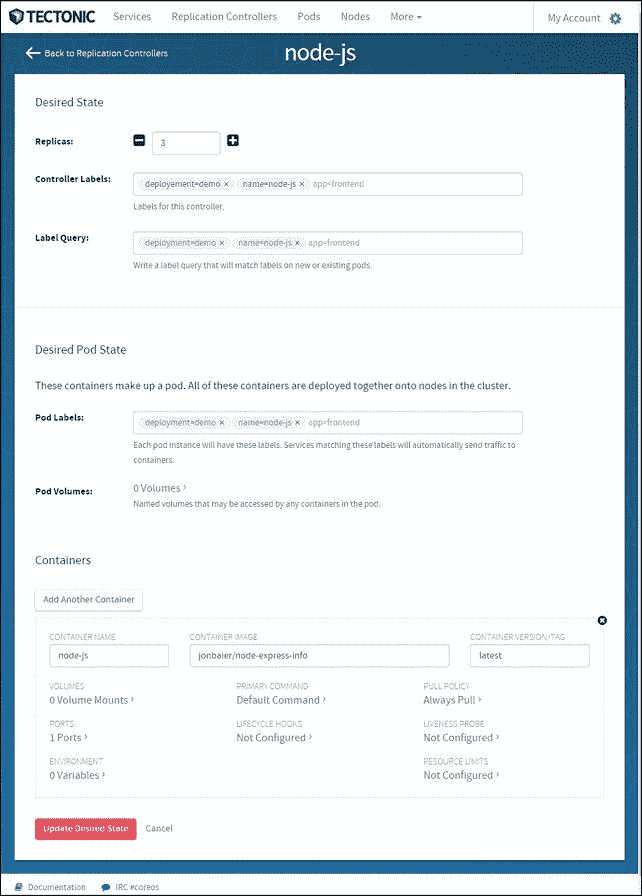 TECTONIC Services Replication Controllers Pods Nodes More My Account
Back to Replication Controllers node-js
Desired State
Replicas: 3
Controller Labels: deployement=demo × name=node-js × app=frontend
Labels for this controller.
Label Query: deployment=demo × name=node-js × app=frontend
Write a label query that will match labels on new or existing pods.
Desired Pod State
These containers make up a pod. All of these containers are deployed together onto nodes in the cluster.
Pod Labels: deployment=demo × name=node-js × app=frontend
Each pod instance will have these labels. Services matching these labels will automatically send traffic to
containers.
Pod Volumes: 0 Volumes ›
Named volumes that may be accessed by any containers in the pod.
Containers
Add Another Container
CONTAINER NAME CONTAINER IMAGE CONTAINER VERSION/TAG
node-js jonbaier/node-express-info latest
VOLUMES PRIMARY COMMAND PULL POLICY
0 Volume Mounts › Default Command › Always Pull ›
PORTS LIFECYCLE HOOKS LIVENESS PROBE
1 Ports › Not Configured › Not Configured ›
ENVIRONMENT RESOURCE LIMITS
0 Variables › Not Configured ›
Update Desired State Cancel
Documentation IRC #coreos